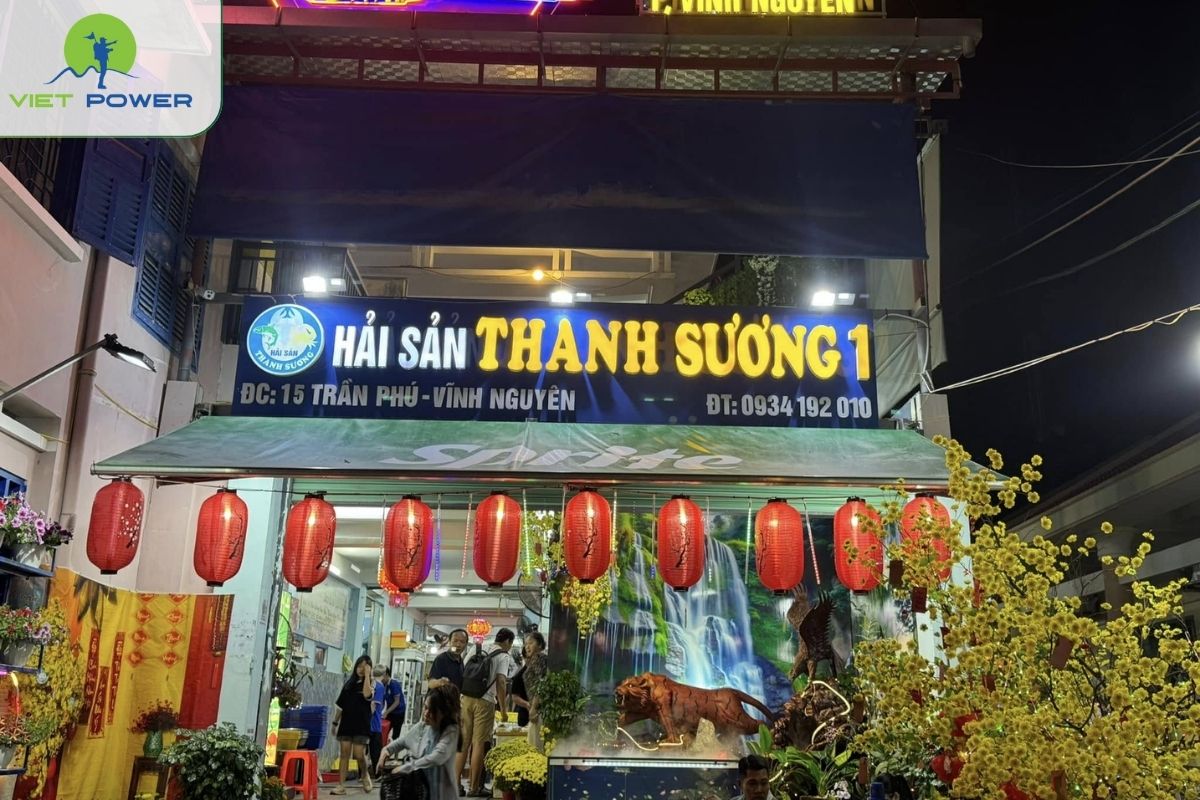 P. VĨNH NGUYÊN
VIET POWER
HẢI SẢN THANH SƯƠNG 1
HẢI SẢN
THANH SƯƠNG
ĐC: 15 TRẦN PHÚ - VĨNH NGUYÊN
ĐT: 0934 192 010
Sprite